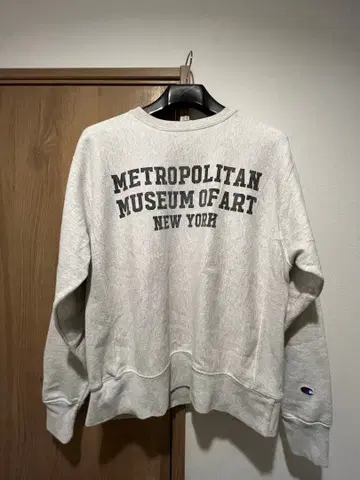 METROPOLITAN
MUSEUM OF ART
NEW YORK